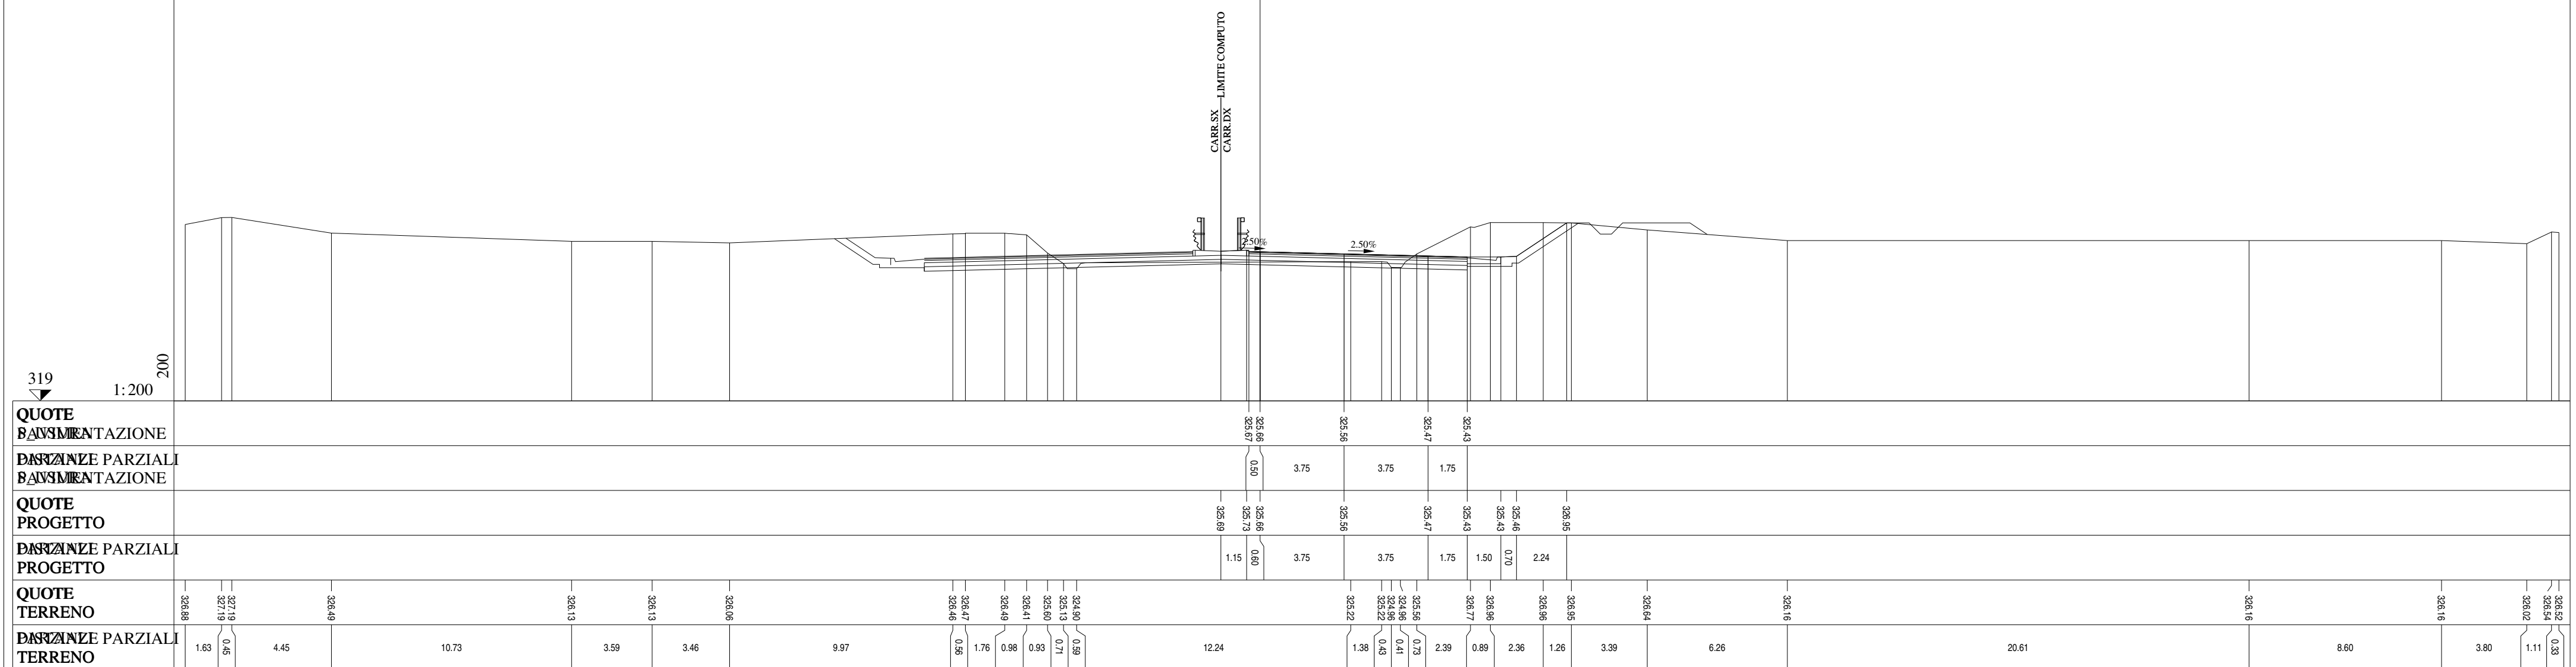 LIMITE COMPUTO
CARR.SX
CARR.DX
2.50%
2.50%
200
319
1:200
QUOTE
PAVIMENTAZIONE
325.67 325.66 325.56 325.47 325.43
PARZIALI
DISTANZE PARZIALI
PAVIMENTAZIONE
0.50 3.75 3.75 1.75
QUOTE
PROGETTO
325.69 325.73 325.66 325.56 325.47 325.43 325.43 325.46 326.95
PARZIALI
DISTANZE PARZIALI
PROGETTO
1.15 0.60 3.75 3.75 1.75 1.50 0.70 2.24
QUOTE
TERRENO
326.88 327.19 327.19 326.49 326.13 326.13 326.06 326.46 326.47 326.49 326.41 325.60 325.13 324.90 325.22 325.22 324.96 324.96 325.56 326.77 326.96 326.96 326.95 326.64 326.16 326.16 326.16 326.02 326.54 326.52
PARZIALI
DISTANZE PARZIALI
TERRENO
1.63 0.45 4.45 10.73 3.59 3.46 9.97 0.56 1.76 0.98 0.93 0.71 0.59 12.24 1.38 0.43 0.41 0.73 2.39 0.89 2.36 1.26 3.39 6.26 20.61 8.60 3.80 1.11 0.33